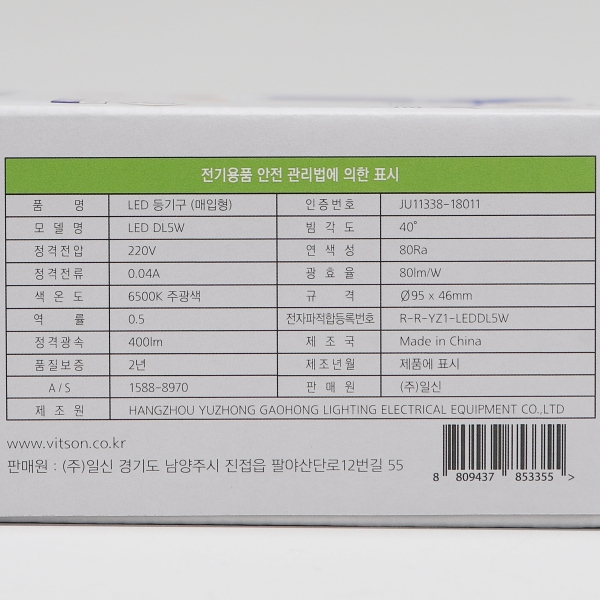 전기용품 안전 관리법에 의한 표시
품 명 LED 등기구 (매입형) 인증번호 JU11338-18011
모 델 명 LED DL5W 빔 각 도 40°
정격전압 220V 연 색 성 80Ra
정격전류 0.04A 광 효 율 80lm/W
색 온 도 6500K 주광색 규 격 Ø95 x 46mm
역 률 0.5 전자파적합등록번호 R-R-YZ1-LEDDL5W
정격광속 400lm 제 조 국 Made in China
품질보증 2년 제조년월 제품에 표시
A/S 1588-8970 판 매 원 (주)일신
제 조 원 HANGZHOU YUZHONG GAOHONG LIGHTING ELECTRICAL EQUIPMENT CO.,LTD
www.vitson.co.kr
판매원 : (주)일신 경기도 남양주시 진접읍 팔야산단로12번길 55
8 809437 853355 >